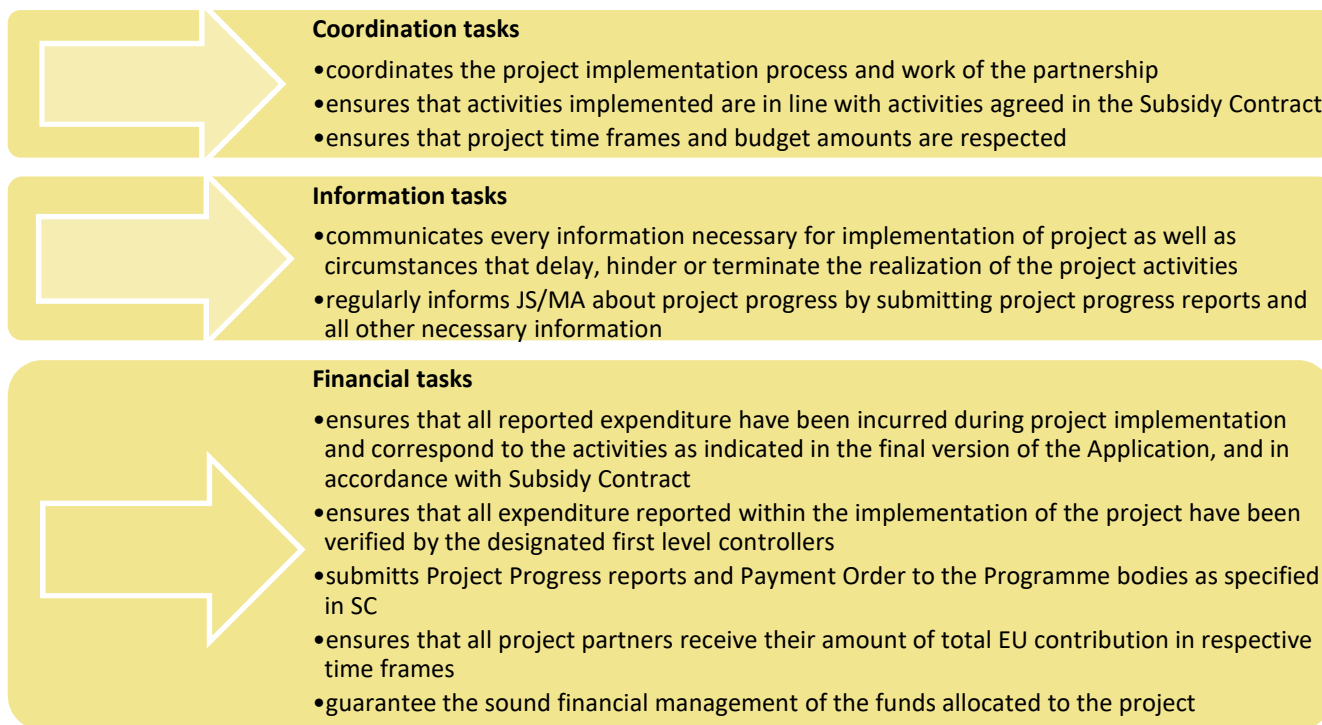 Coordination tasks
•coordinates the project implementation process and work of the partnership
•ensures that activities implemented are in line with activities agreed in the Subsidy Contract
•ensures that project time frames and budget amounts are respected
Information tasks
•communicates every information necessary for implementation of project as well as
circumstances that delay, hinder or terminate the realization of the project activities
•regularly informs JS/MA about project progress by submitting project progress reports and
all other necessary information
Financial tasks
•ensures that all reported expenditure have been incurred during project implementation
and correspond to the activities as indicated in the final version of the Application, and in
accordance with Subsidy Contract
•ensures that all expenditure reported within the implementation of the project have been
verified by the designated first level controllers
•submitts Project Progress reports and Payment Order to the Programme bodies as specified
in SC
•ensures that all project partners receive their amount of total EU contribution in respective
time frames
•guarantee the sound financial management of the funds allocated to the project